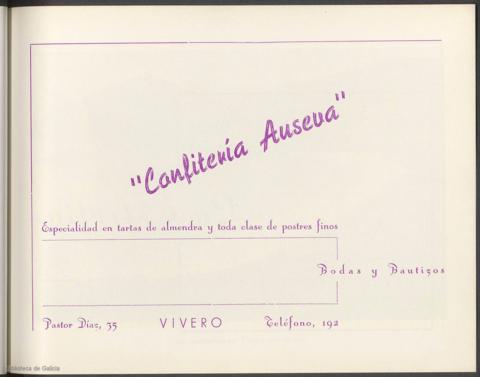 "Confitería Auseva"
Especialidad en tartas de almendra y toda clase de postres finos
Bodas y Bautizos
Pastor Díaz, 35 VIVERO Teléfono, 192
Biblioteca de Galicia